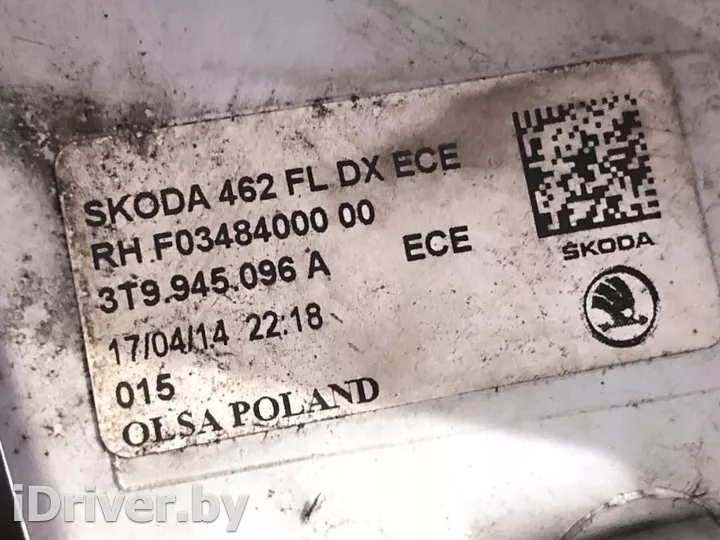 SKODA 462 FL DX ECE
RH F03484000 00
3T9.945.096 A ECE
17/04/14 22:18
015
OLSA POLAND
ŠKODA
iDriver.by